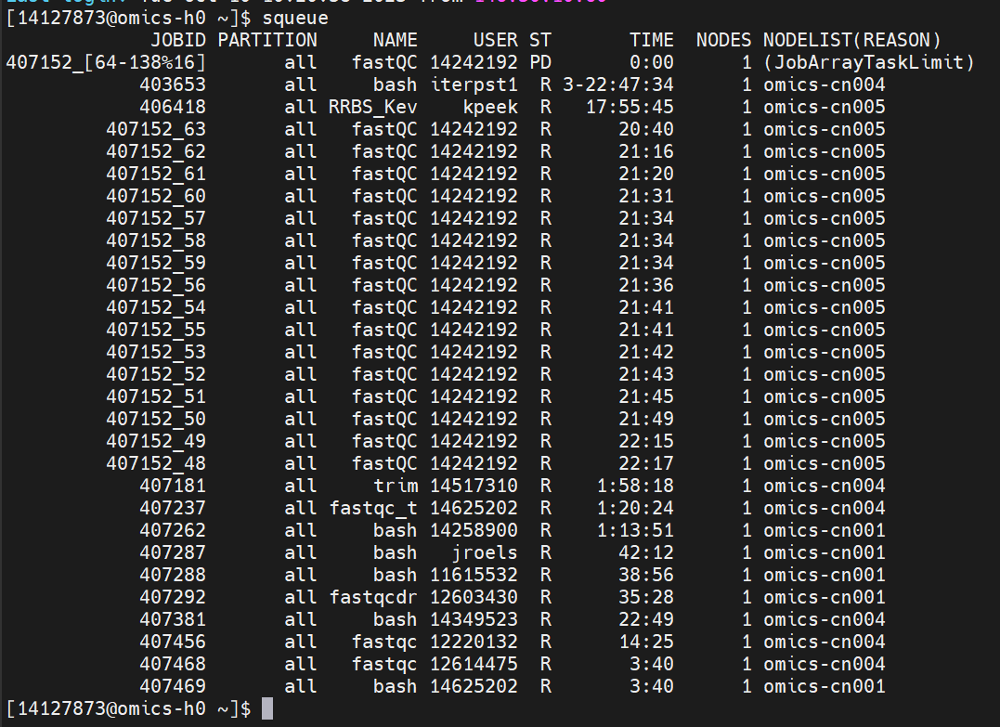 [14127873@omics-h0 ~]$ squeue
JOBID PARTITION NAME USER ST TIME NODES NODELIST(REASON)
407152_[64-138%16] all fastQC 14242192 PD 0:00 1 (JobArrayTaskLimit)
403653 all bash iterpst1 R 3-22:47:34 1 omics-cn004
406418 all RRBS_Kev kpeek R 17:55:45 1 omics-cn005
407152_63 all fastQC 14242192 R 20:40 1 omics-cn005
407152_62 all fastQC 14242192 R 21:16 1 omics-cn005
407152_61 all fastQC 14242192 R 21:20 1 omics-cn005
407152_60 all fastQC 14242192 R 21:31 1 omics-cn005
407152_57 all fastQC 14242192 R 21:34 1 omics-cn005
407152_58 all fastQC 14242192 R 21:34 1 omics-cn005
407152_59 all fastQC 14242192 R 21:34 1 omics-cn005
407152_56 all fastQC 14242192 R 21:36 1 omics-cn005
407152_54 all fastQC 14242192 R 21:41 1 omics-cn005
407152_55 all fastQC 14242192 R 21:41 1 omics-cn005
407152_53 all fastQC 14242192 R 21:42 1 omics-cn005
407152_52 all fastQC 14242192 R 21:43 1 omics-cn005
407152_51 all fastQC 14242192 R 21:45 1 omics-cn005
407152_50 all fastQC 14242192 R 21:49 1 omics-cn005
407152_49 all fastQC 14242192 R 22:15 1 omics-cn005
407152_48 all fastQC 14242192 R 22:17 1 omics-cn005
407181 all trim 14517310 R 1:58:18 1 omics-cn004
407237 all fastqc_t 14625202 R 1:20:24 1 omics-cn004
407262 all bash 14258900 R 1:13:51 1 omics-cn001
407287 all bash jroels R 42:12 1 omics-cn001
407288 all bash 11615532 R 38:56 1 omics-cn001
407292 all fastqcdr 12603430 R 35:28 1 omics-cn001
407381 all bash 14349523 R 22:49 1 omics-cn004
407456 all fastqc 12220132 R 14:25 1 omics-cn004
407468 all fastqc 12614475 R 3:40 1 omics-cn004
407469 all bash 14625202 R 3:40 1 omics-cn001
[14127873@omics-h0 ~]$